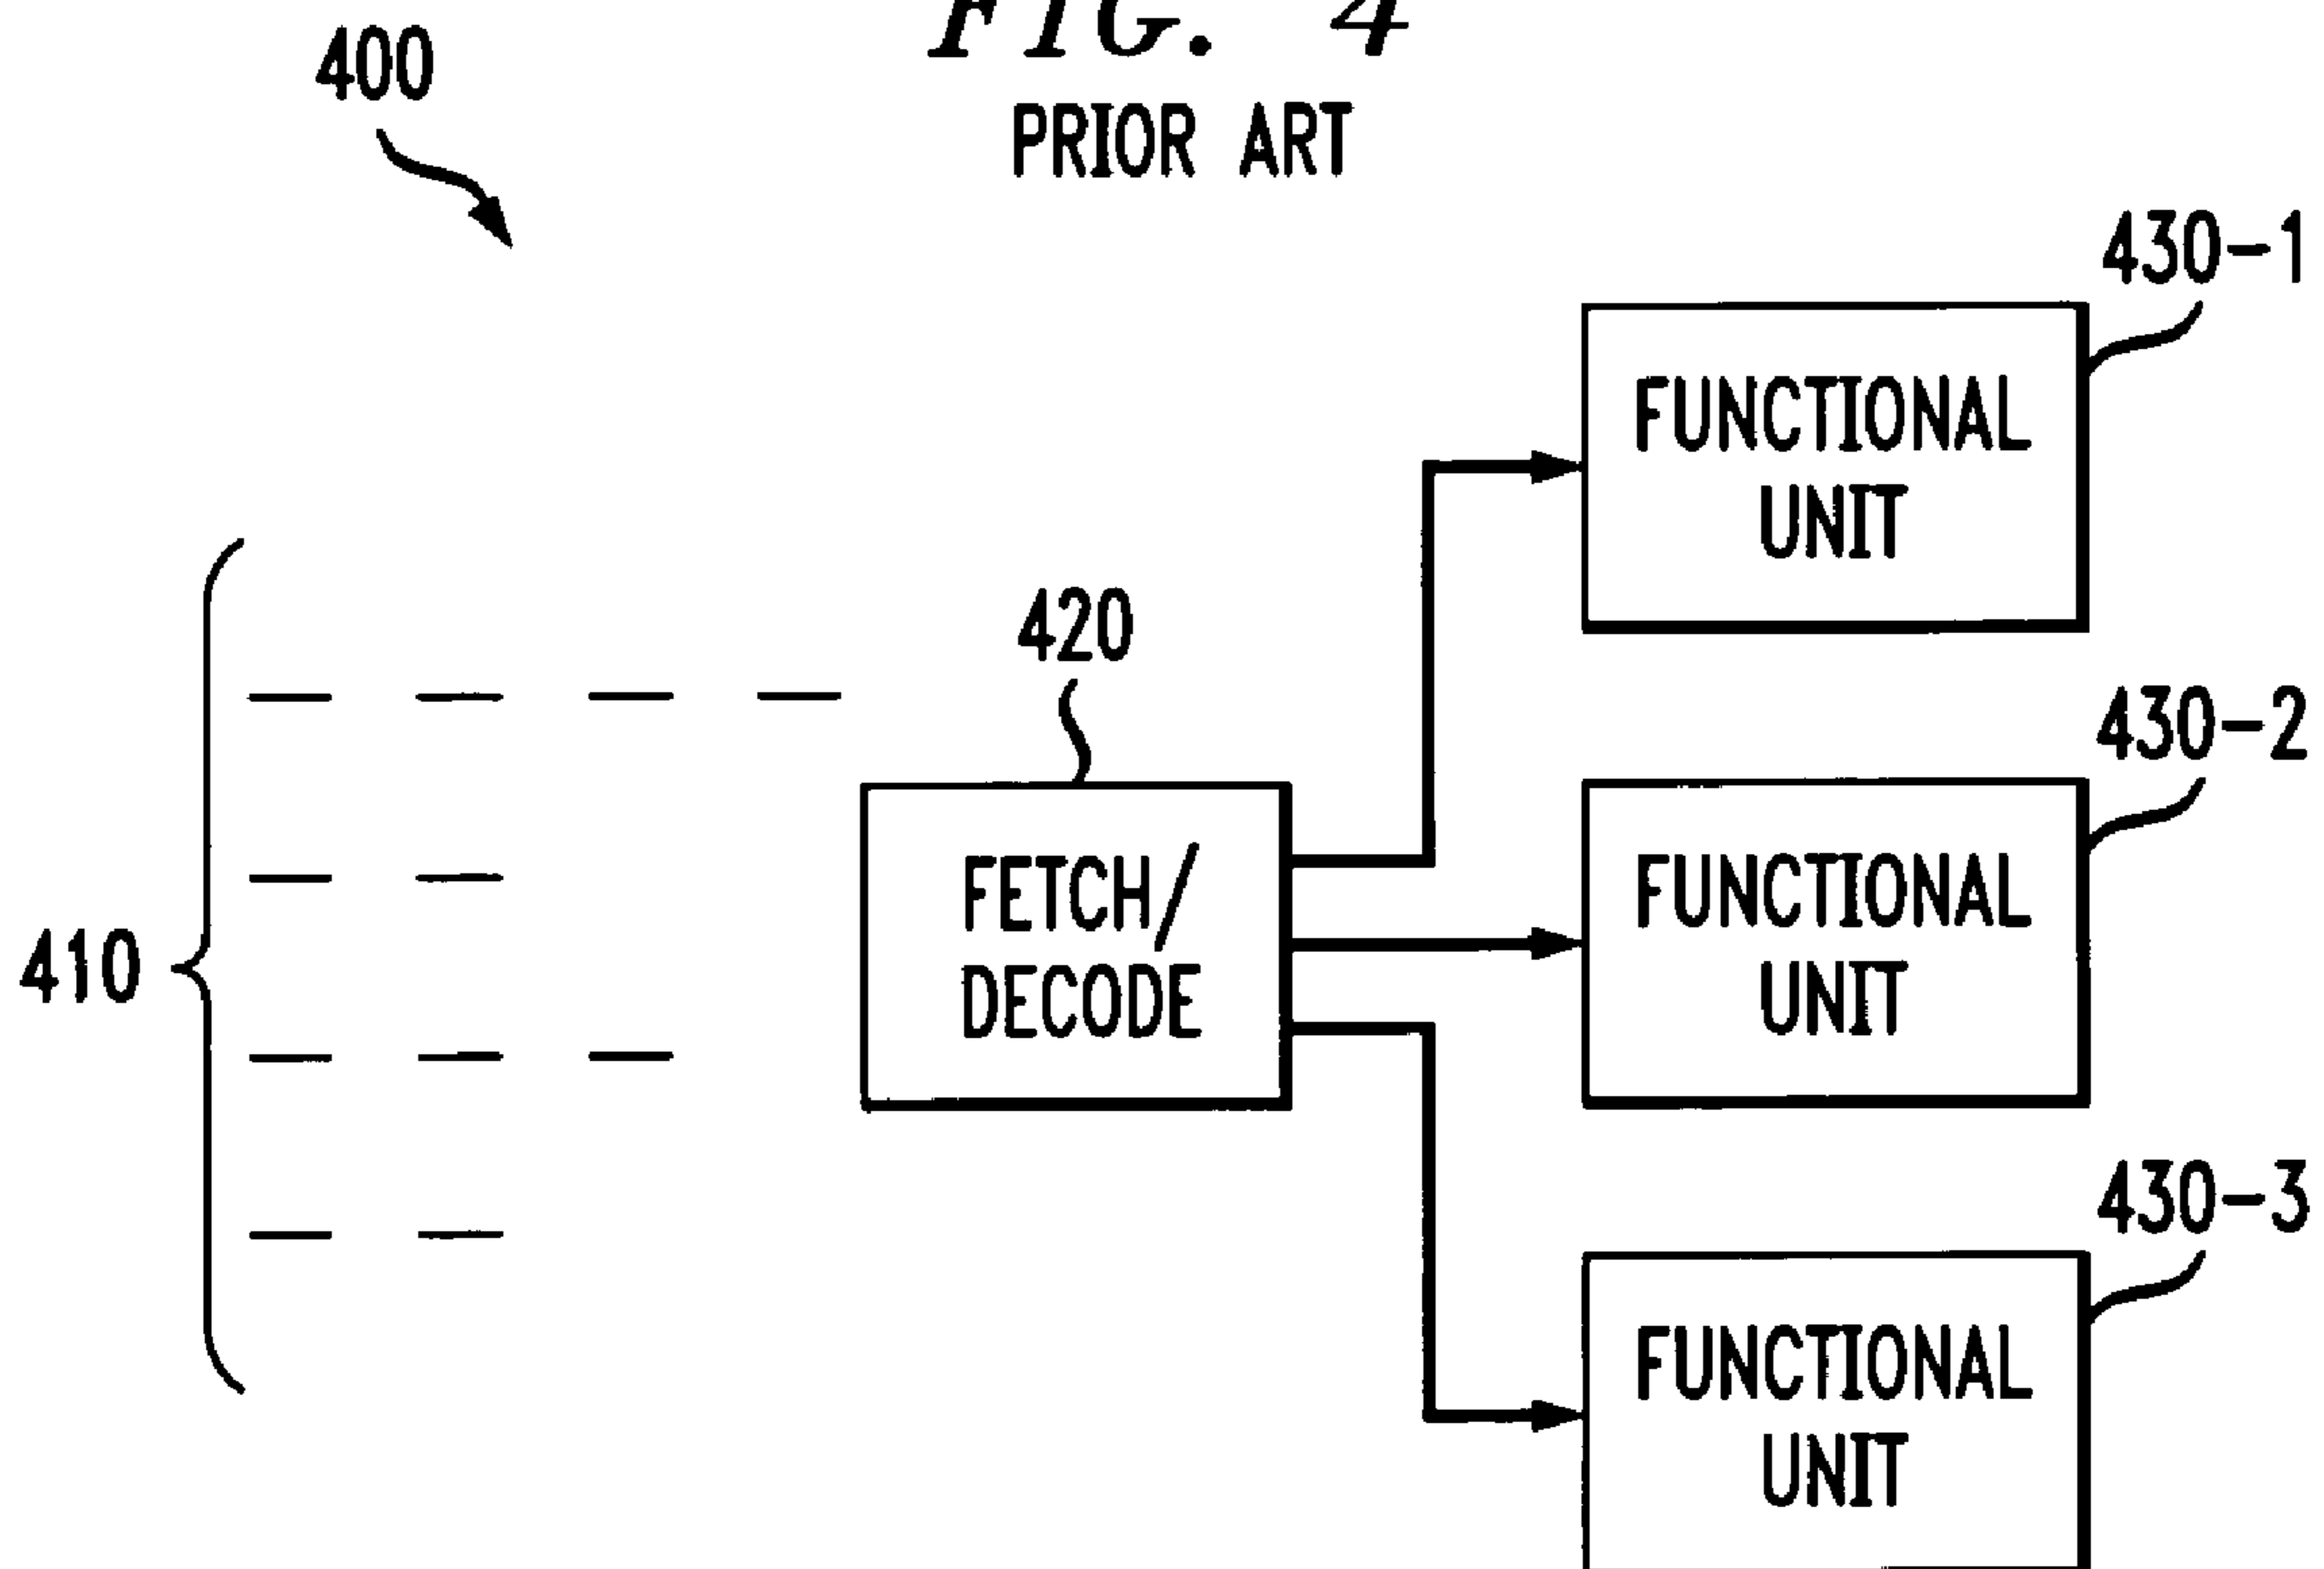 FIG. 4
PRIOR ART
400
430-1
FUNCTIONAL
UNIT
420
430-2
FETCH/
DECODE
FUNCTIONAL
UNIT
410
430-3
FUNCTIONAL
UNIT